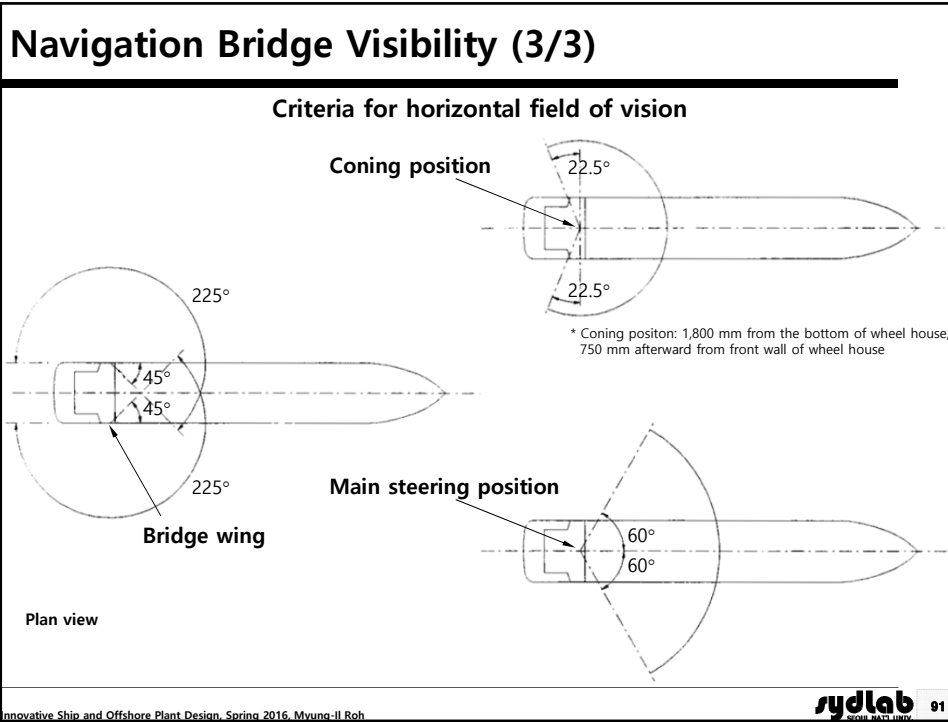 Navigation Bridge Visibility (3/3)
Criteria for horizontal field of vision
Coning position
22.5°
22.5°
* Coning positon: 1,800 mm from the bottom of wheel house,
750 mm afterward from front wall of wheel house
225°
45°
45°
225°
Bridge wing
Main steering position
60°
60°
Plan view
Innovative Ship and Offshore Plant Design, Spring 2016, Myung-Il Roh
sydlab
SEOUL NAT'L UNIV.
91